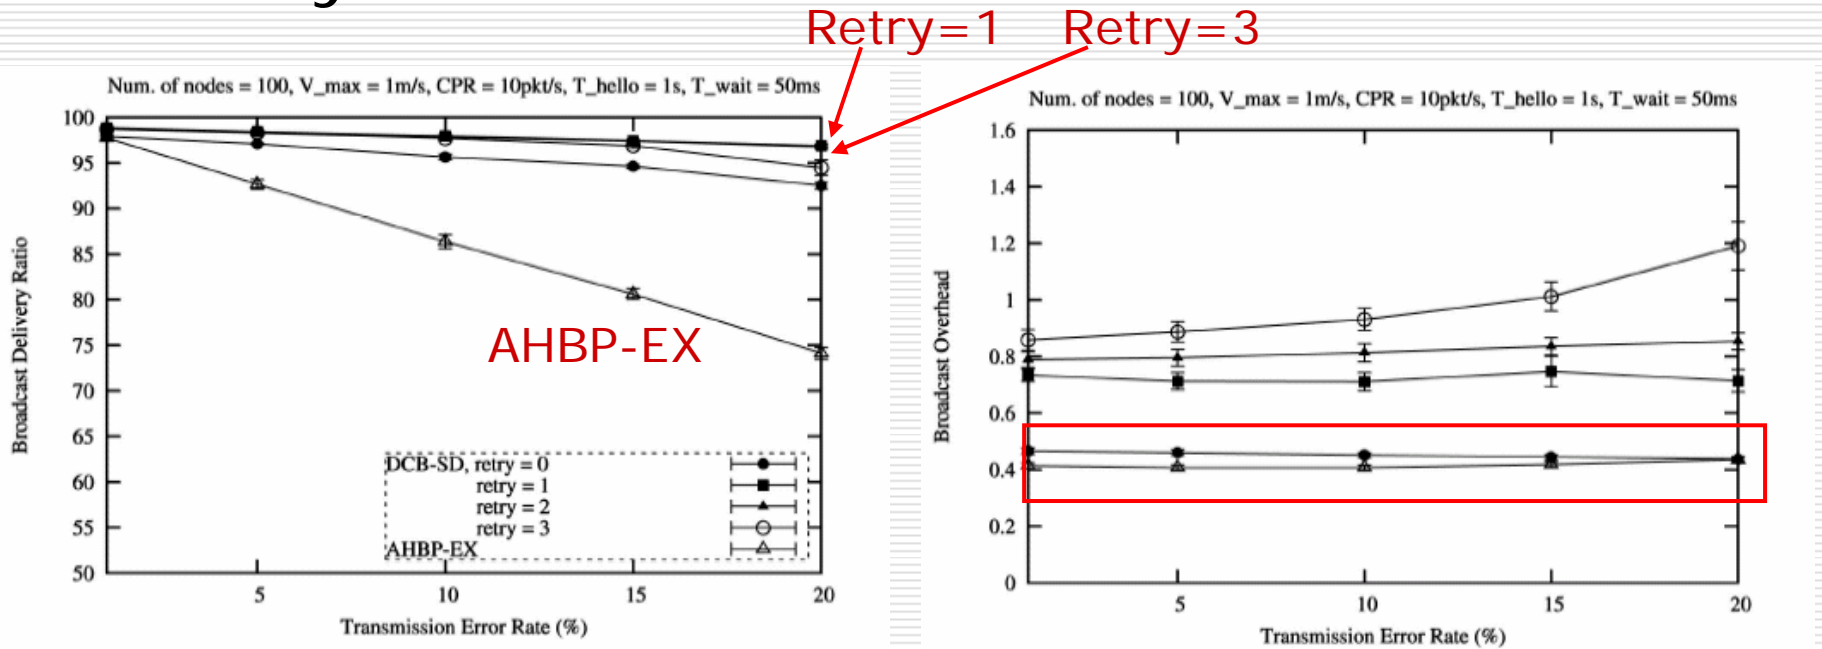 g
Retry=1 Retry=3
Num. of nodes = 100, V_max = 1m/s, CPR = 10pkt/s, T_hello = 1s, T_wait = 50ms
100
95
90
85
80
75
70
65
60
55
50
Broadcast Delivery Ratio
AHBP-EX
DCB-SD, retry = 0
retry = 1
retry = 2
retry = 3
AHBP-EX
5 10 15 20
Transmission Error Rate (%)
Num. of nodes = 100, V_max = 1m/s, CPR = 10pkt/s, T_hello = 1s, T_wait = 50ms
1.6
1.4
1.2
1
0.8
0.6
0.4
0.2
0
Broadcast Overhead
5 10 15 20
Transmission Error Rate (%)